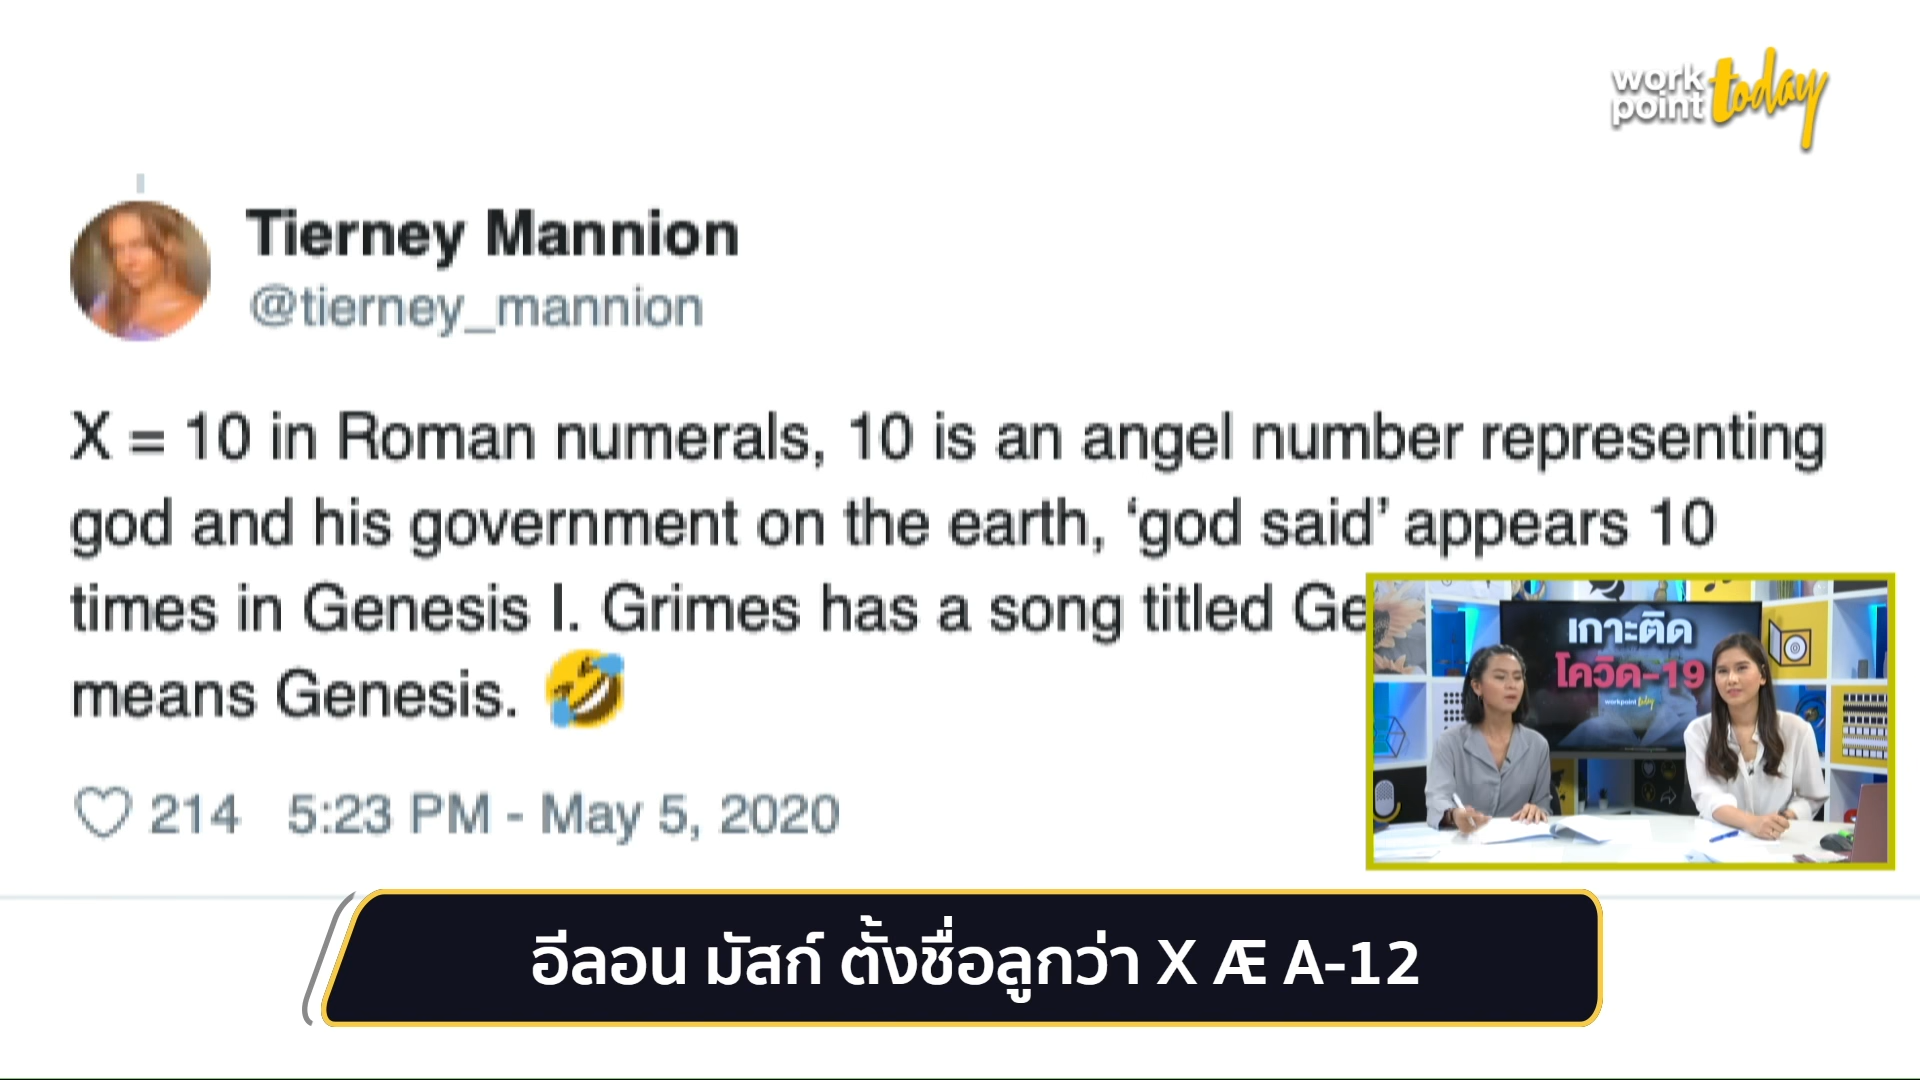 work
point today
Tierney Mannion
@tierney_mannion
X = 10 in Roman numerals, 10 is an angel number representing
god and his government on the earth, ‘god said’ appears 10
times in Genesis I. Grimes has a song titled Ge
means Genesis. 🤣
214 5:23 PM - May 5, 2020
เกาะติด
โควิด-19
workpoint today
อีลอน มัสก์ ตั้งชื่อลูกว่า X Æ A-12